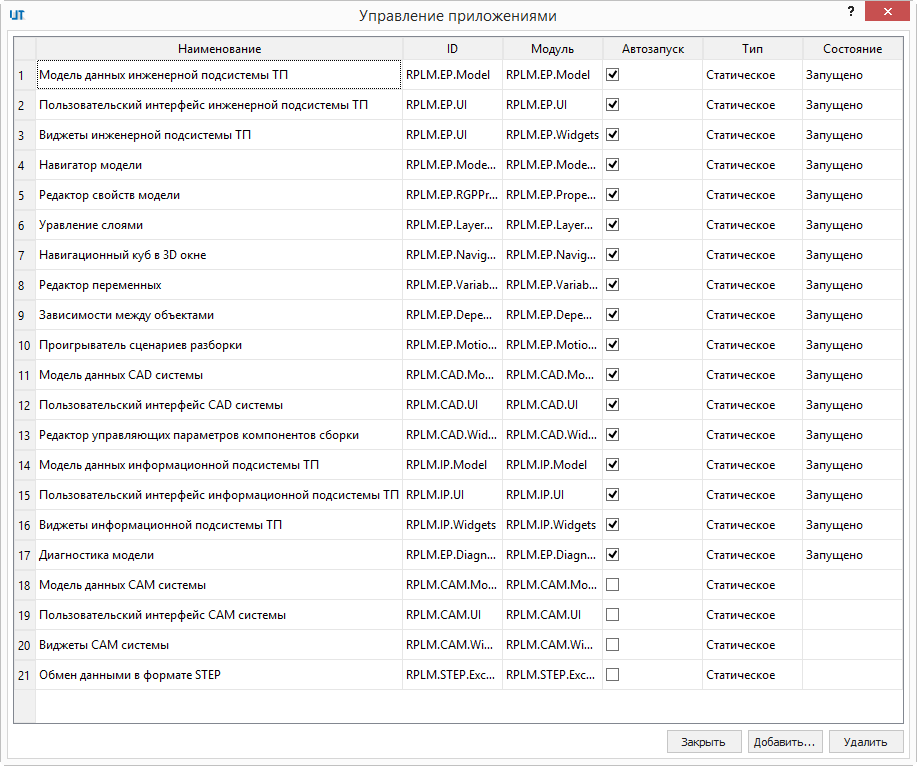 UT Управление приложениями ?
Наименование ID Модуль Автозапуск Тип Состояние
1 Модель данных инженерной подсистемы ТП RPLM.EP.Model RPLM.EP.Model Статическое Запущено
2 Пользовательский интерфейс инженерной подсистемы ТП RPLM.EP.UI RPLM.EP.UI Статическое Запущено
3 Виджеты инженерной подсистемы ТП RPLM.EP.UI RPLM.EP.Widgets Статическое Запущено
4 Навигатор модели RPLM.EP.Mode... RPLM.EP.Mode... Статическое Запущено
5 Редактор свойств модели RPLM.EP.RGPPr... RPLM.EP.Prope... Статическое Запущено
6 Уравление слоями RPLM.EP.Layer... RPLM.EP.Layer... Статическое Запущено
7 Навигационный куб в 3D окне RPLM.EP.Navig... RPLM.EP.Navig... Статическое Запущено
8 Редактор переменных RPLM.EP.Variab... RPLM.EP.Variab... Статическое Запущено
9 Зависимости между объектами RPLM.EP.Depe... RPLM.EP.Depe... Статическое Запущено
10 Проигрыватель сценариев разборки RPLM.EP.Motio... RPLM.EP.Motio... Статическое Запущено
11 Модель данных CAD системы RPLM.CAD.Mo... RPLM.CAD.Mo... Статическое Запущено
12 Пользовательский интерфейс CAD системы RPLM.CAD.UI RPLM.CAD.UI Статическое Запущено
13 Редактор управляющих параметров компонентов сборки RPLM.CAD.Wid... RPLM.CAD.Wid... Статическое Запущено
14 Модель данных информационной подсистемы ТП RPLM.IP.Model RPLM.IP.Model Статическое Запущено
15 Пользовательский интерфейс информационной подсистемы ТП RPLM.IP.UI RPLM.IP.UI Статическое Запущено
16 Виджеты информационной подсистемы ТП RPLM.IP.Widgets RPLM.IP.Widgets Статическое Запущено
17 Диагностика модели RPLM.EP.Diagn... RPLM.EP.Diagn... Статическое Запущено
18 Модель данных CAM системы RPLM.CAM.Mo... RPLM.CAM.Mo... Статическое
19 Пользовательский интерфейс CAM системы RPLM.CAM.UI RPLM.CAM.UI Статическое
20 Виджеты CAM системы RPLM.CAM.Wi... RPLM.CAM.Wi... Статическое
21 Обмен данными в формате STEP RPLM.STEP.Exc... RPLM.STEP.Exc... Статическое
Закрыть Добавить... Удалить